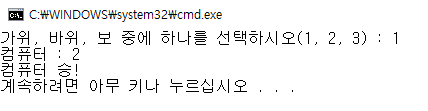 C:₩WINDOWS₩system32₩cmd.exe
가위, 바위, 보 중에 하나를 선택하시오(1, 2, 3) : 1
컴퓨터 : 2
컴퓨터 승!
계속하려면 아무 키나 누르십시오 . . .